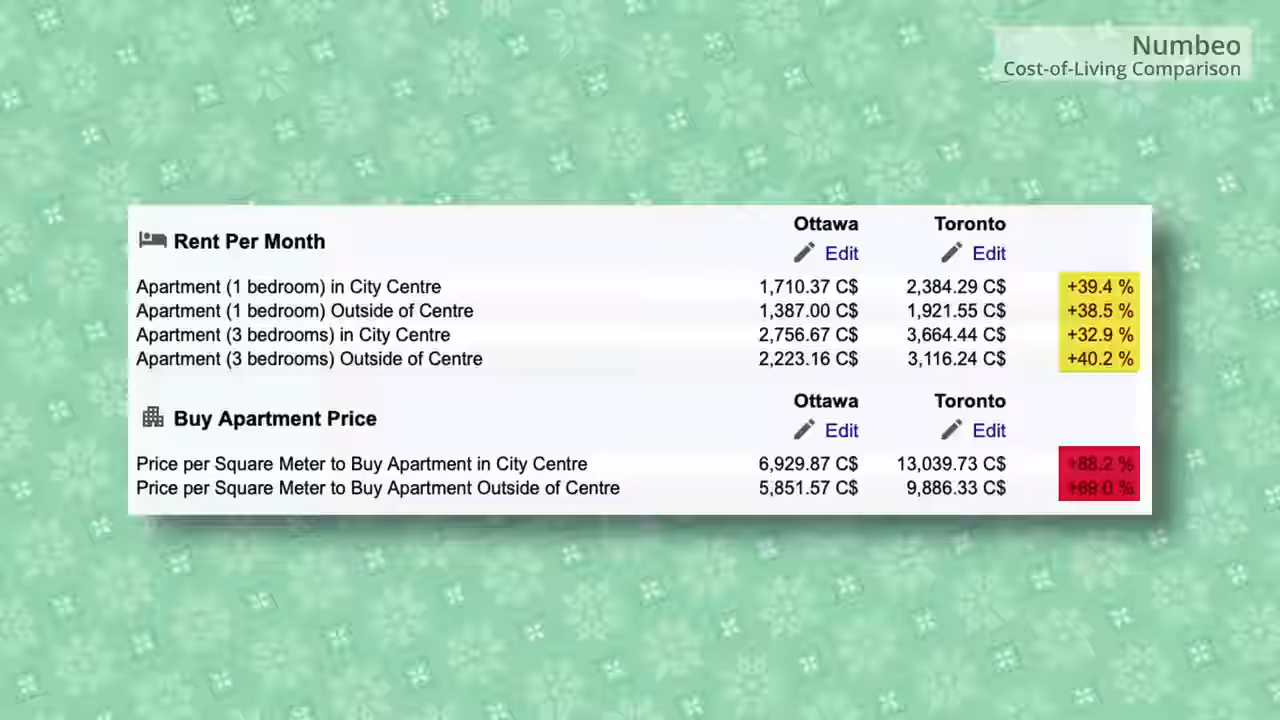 Numbeo
Cost-of-Living Comparison
Ottawa Toronto
Rent Per Month
Edit Edit
Apartment (1 bedroom) in City Centre 1,710.37 C$ 2,384.29 C$ +39.4 %
Apartment (1 bedroom) Outside of Centre 1,387.00 C$ 1,921.55 C$ +38.5 %
Apartment (3 bedrooms) in City Centre 2,756.67 C$ 3,664.44 C$ +32.9 %
Apartment (3 bedrooms) Outside of Centre 2,223.16 C$ 3,116.24 C$ +40.2 %
Ottawa Toronto
Buy Apartment Price
Edit Edit
Price per Square Meter to Buy Apartment in City Centre 6,929.87 C$ 13,039.73 C$ +88.2 %
Price per Square Meter to Buy Apartment Outside of Centre 5,851.57 C$ 9,886.33 C$ +69.0 %